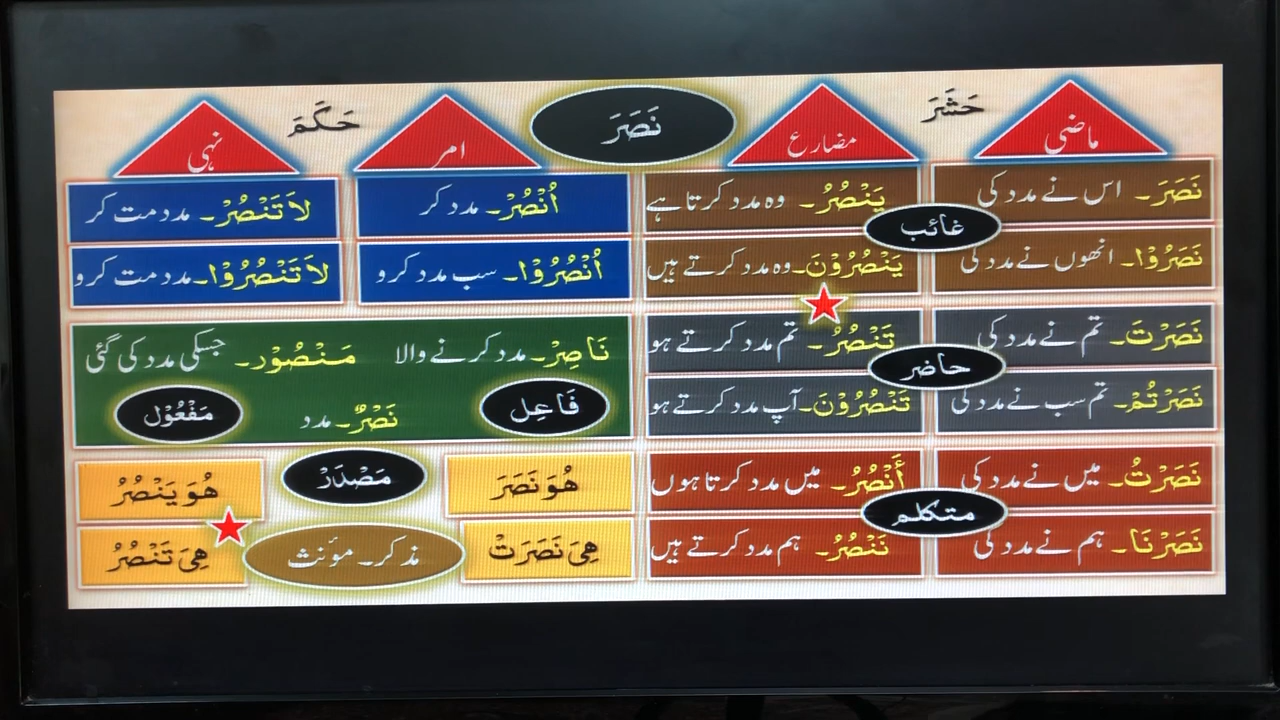 ماضی
حَشَرَ
مضارع
نَصَرَ
امر
حَکَمَ
نہی
نَصَرَ۔ اس نے مدد کی
یَنْصُرُ۔ وہ مدد کرتا ہے
اُنْصُرْ۔ مدد کر
لاَ تَنْصُرْ۔ مدد مت کر
غائب
نَصَرُوْا۔ انھوں نے مدد کی
یَنْصُرُوْنَ۔ وہ مدد کرتے ہیں
اُنْصُرُوْا۔ سب مدد کرو
لاَ تَنْصُرُوْا۔ مدد مت کرو
نَصَرْتَ۔ تم نے مدد کی
تَنْصُرُ۔ تم مدد کرتے ہو
نَاصِرْ۔ مدد کرنے والا
مَنْصُوْر۔ جسکی مدد کی گئی
حاضر
نَصَرْتُمْ۔ تم سب نے مدد کی
تَنْصُرُوْنَ۔ آپ مدد کرتے ہو
فَاعِل
نَصْرٌ۔ مدد
مَفْعُوْل
نَصَرْتُ۔ میں نے مدد کی
أَنْصُرُ۔ میں مدد کرتا ہوں
ھُوَ نَصَرَ
مَصْدَرْ
ھُوَ یَنْصُرُ
متکلم
نَصَرْنَا۔ ہم نے مدد کی
نَنْصُرُ۔ ہم مدد کرتے ہیں
ھِیَ نَصَرَتْ
مذکر۔ موٴنث
ھِیَ تَنْصُرُ